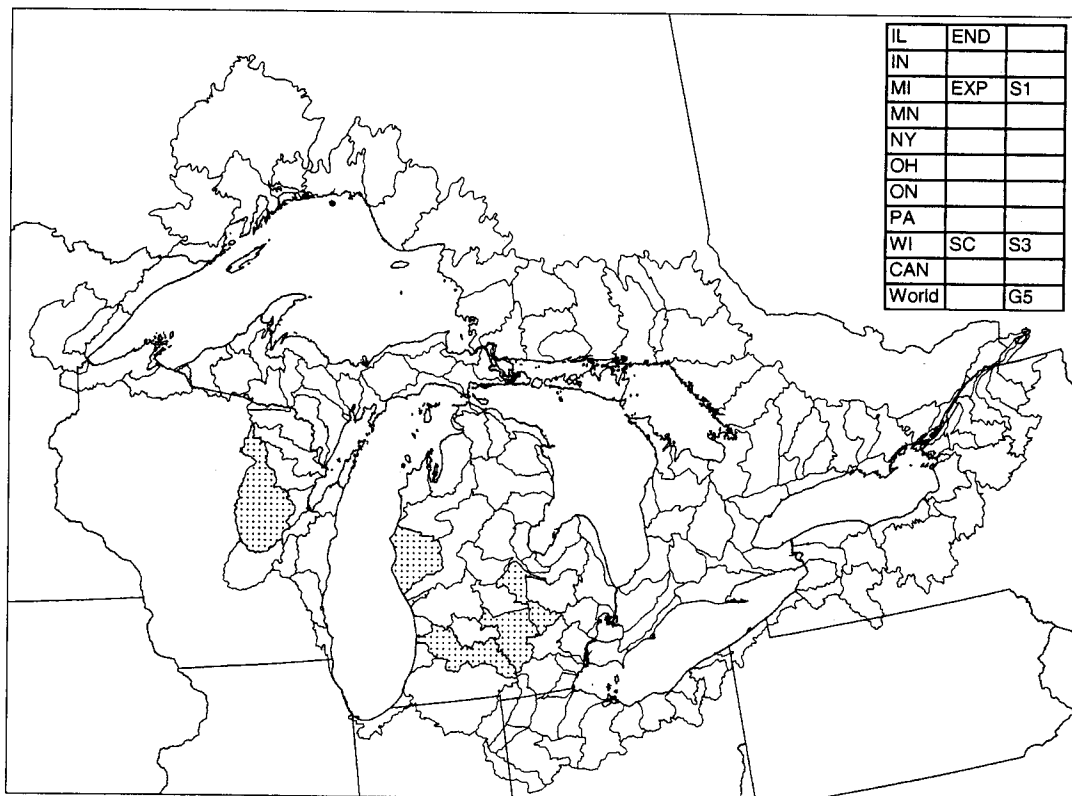 IL END
IN
MI EXP S1
MN
NY
OH
ON
PA
WI SC S3
CAN
World G5